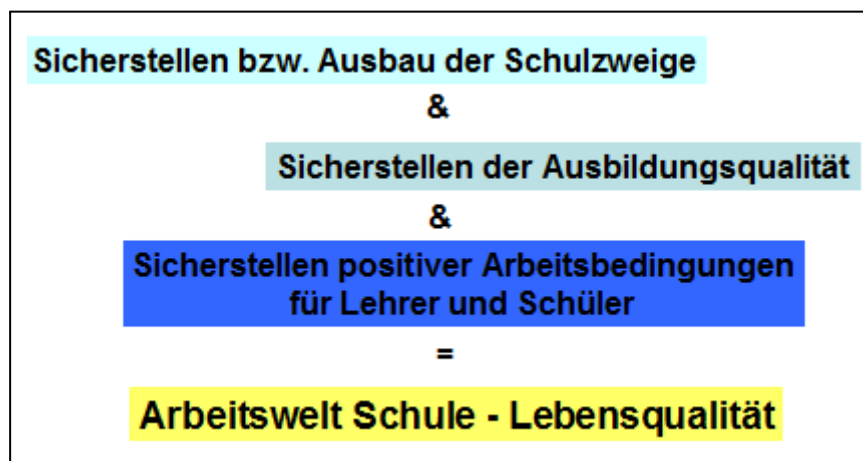 Sicherstellen bzw. Ausbau der Schulzweige
&
Sicherstellen der Ausbildungsqualität
&
Sicherstellen positiver Arbeitsbedingungen
für Lehrer und Schüler
=
Arbeitswelt Schule - Lebensqualität